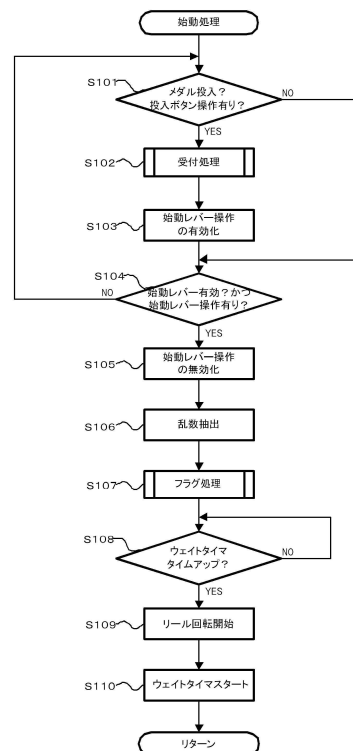 始動処理
S101
メダル投入？
投入ボタン操作有り？
NO
YES
S102
受付処理
S103
始動レバー操作
の有効化
S104
始動レバー有効？かつ
始動レバー操作有り？
NO
YES
S105
始動レバー操作
の無効化
S106
乱数抽出
S107
フラグ処理
S108
ウェイトタイマ
タイムアップ？
NO
YES
S109
リール回転開始
S110
ウェイトタイマスタート
リターン